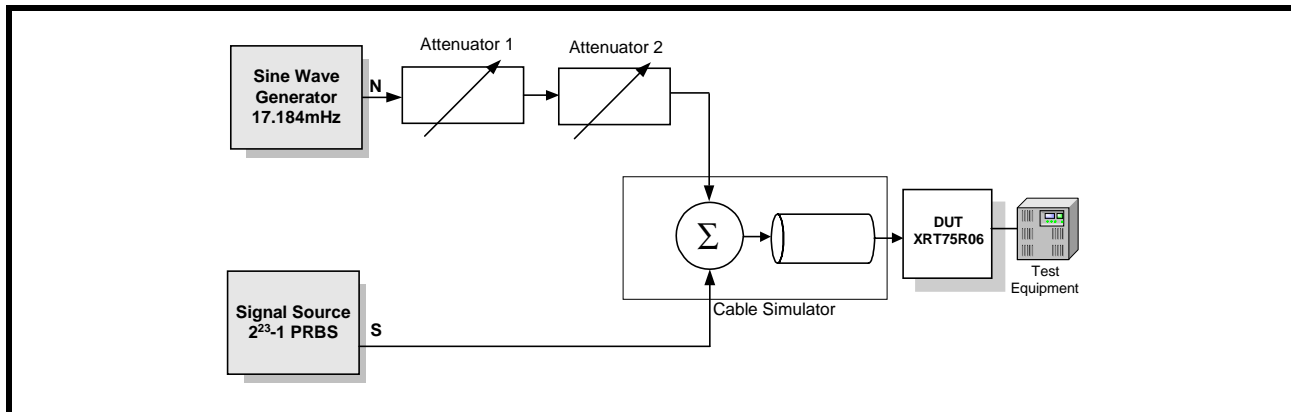 Attenuator 1
Attenuator 2
Sine Wave
Generator
17.184mHz
N
DUT
XRT75R06
Σ
Test
Equipment
Cable Simulator
Signal Source
2²³-1 PRBS
S